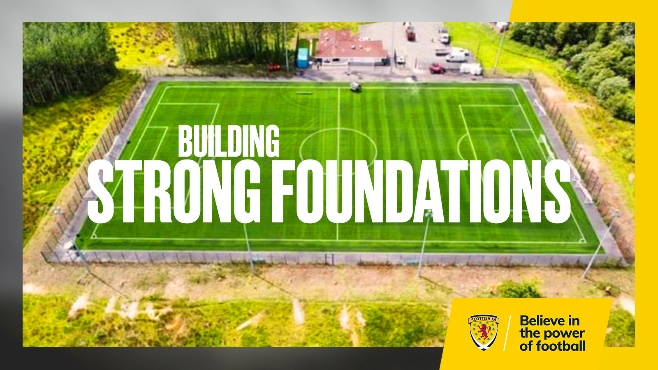 BUILDING
STRONG FOUNDATIONS
Believe in
the power
of football